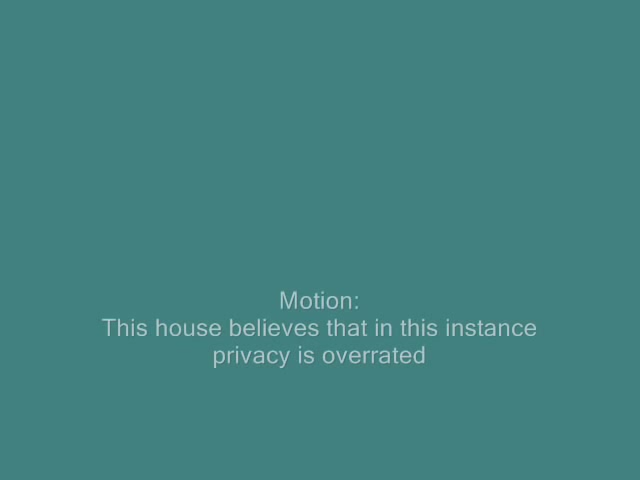 Motion:
This house believes that in this instance
privacy is overrated